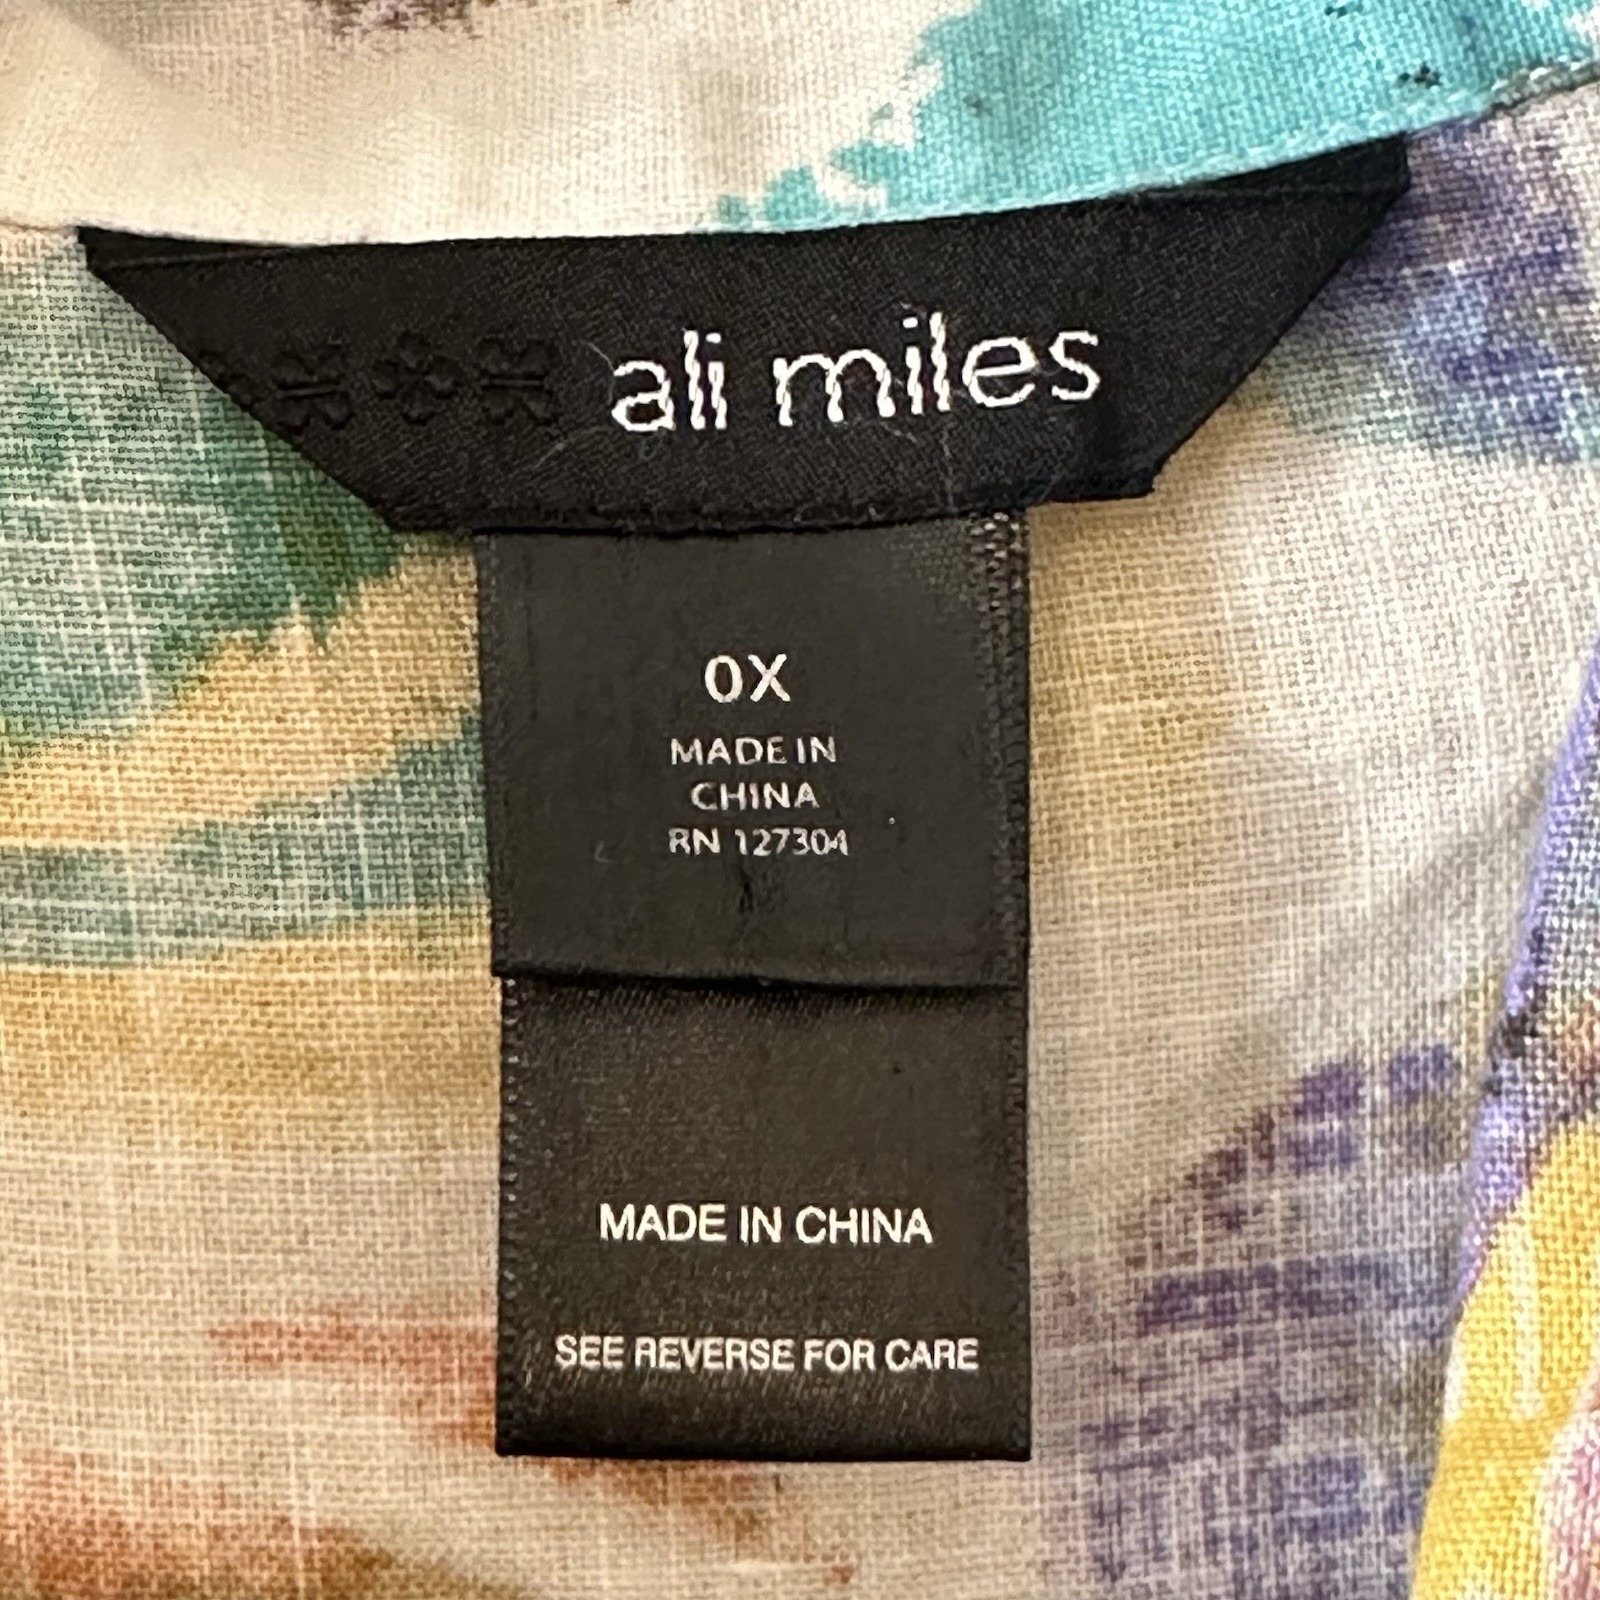 ali miles
0X
MADE IN
CHINA
RN 127304
MADE IN CHINA
SEE REVERSE FOR CARE